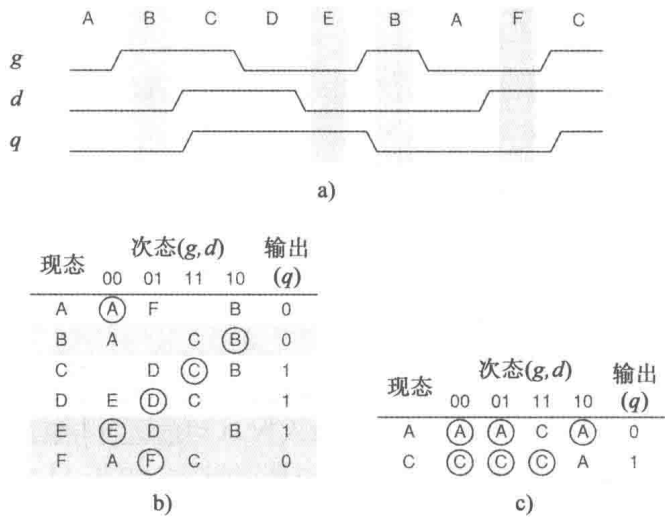 A B C D E B A F C
g
d
q
a)
现态 次态(g,d) 输出(q)
00 01 11 10
A A F B 0
B A C B 0
C D C B 1
D E D C 1
E E D B 1
F A F C 0
b)
现态 次态(g,d) 输出(q)
00 01 11 10
A A A C A 0
C C C C A 1
c)